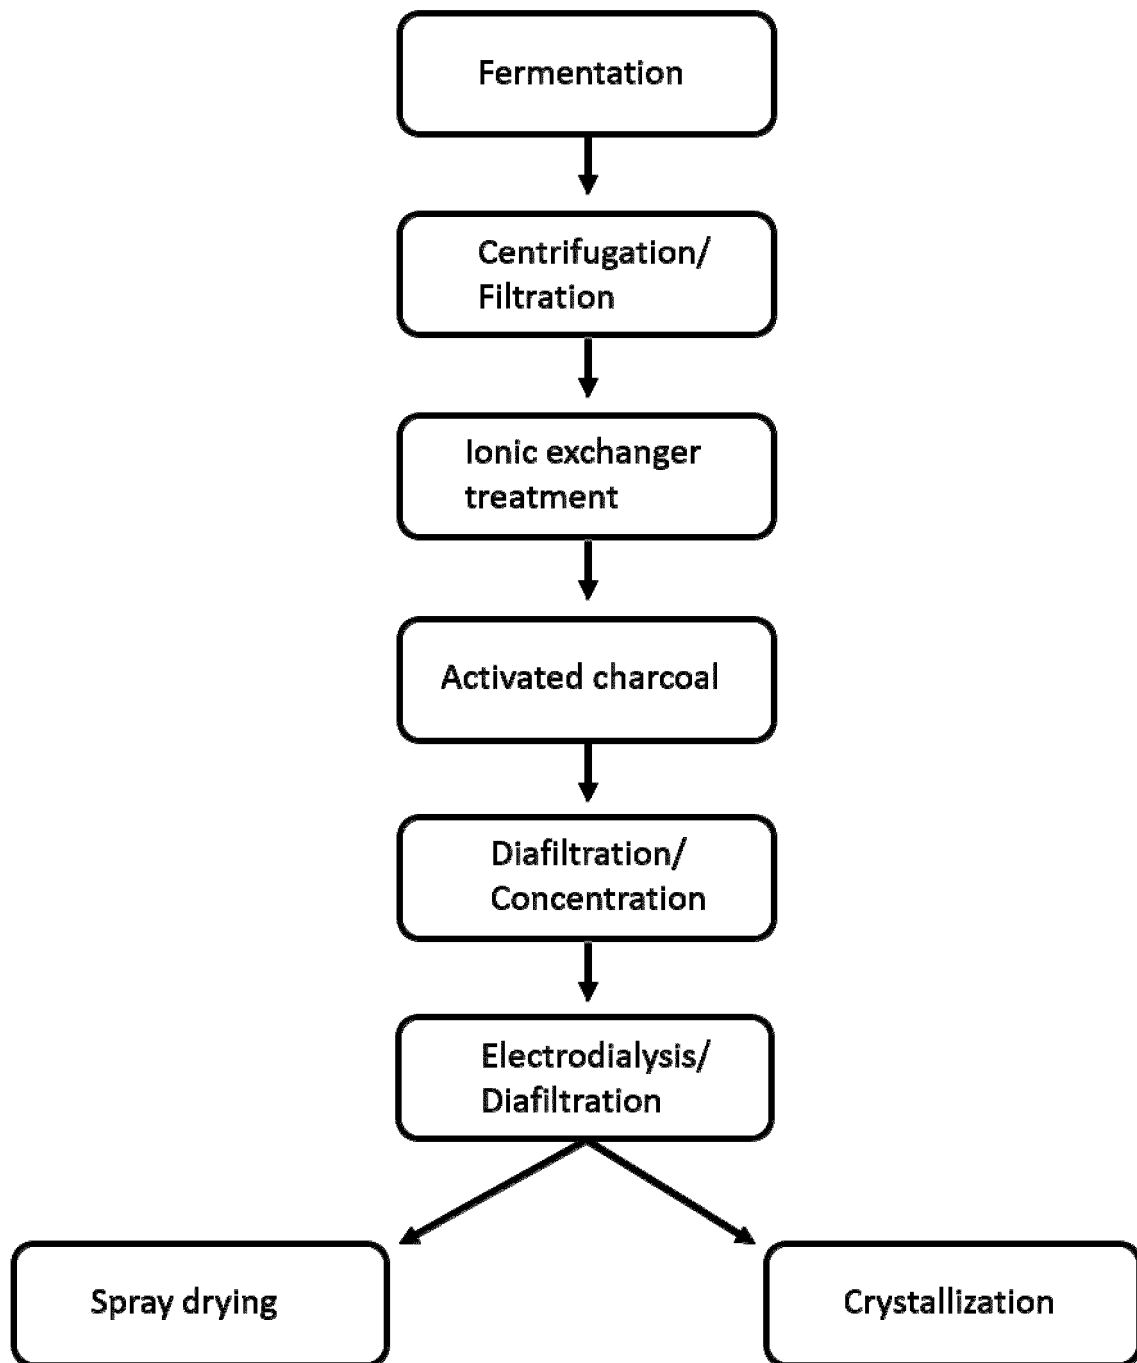 Fermentation
Centrifugation/
Filtration
Ionic exchanger
treatment
Activated charcoal
Diafiltration/
Concentration
Electrodialysis/
Diafiltration
Spray drying
Crystallization